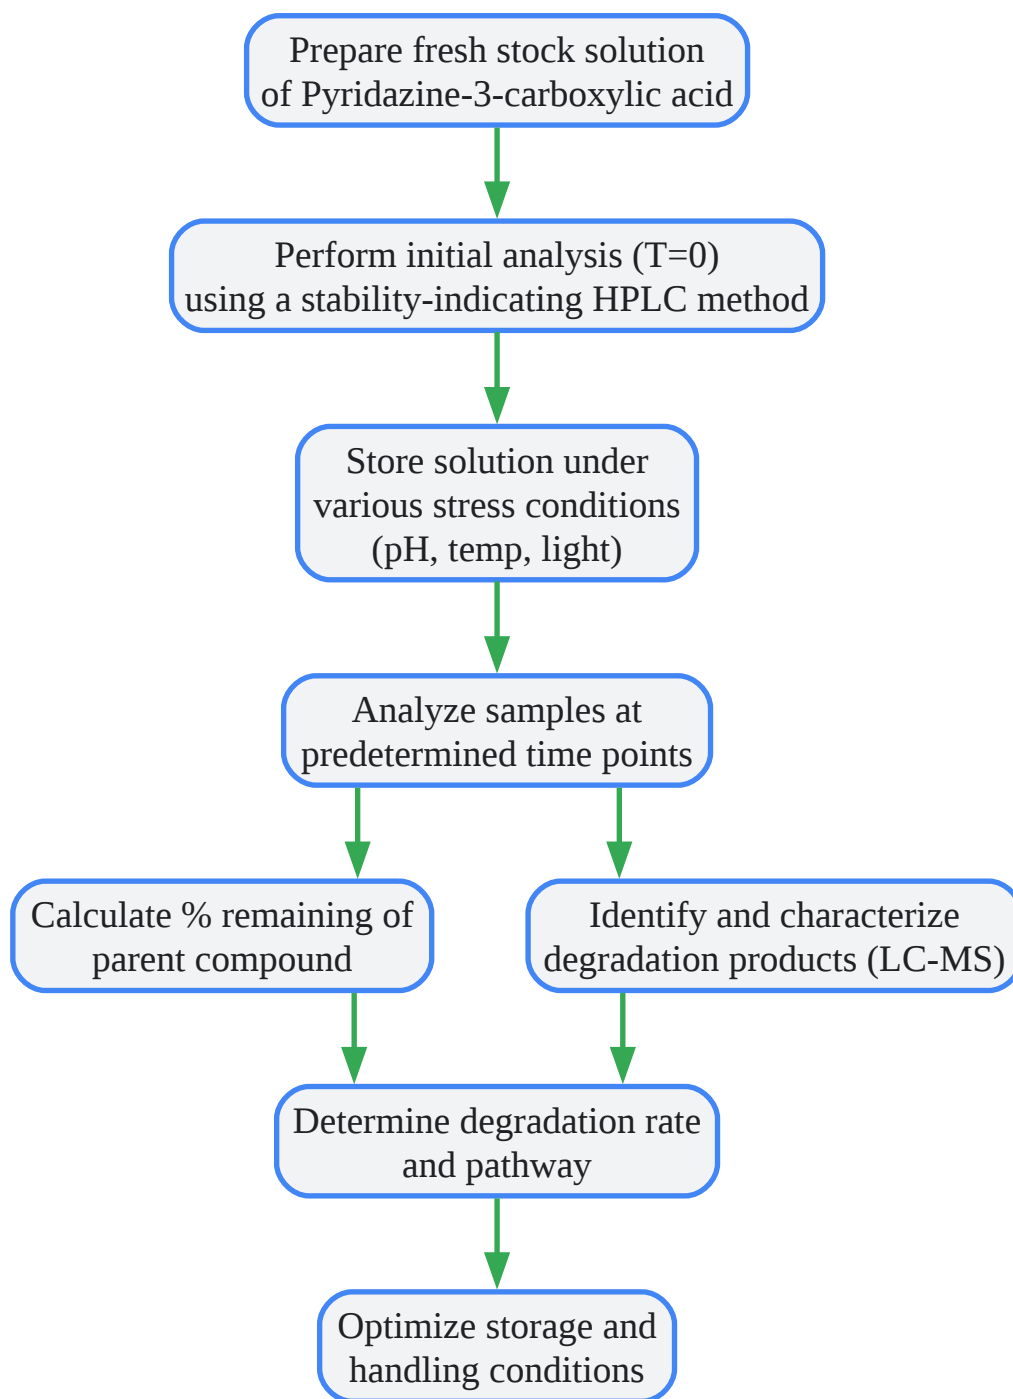 Prepare fresh stock solution
of Pyridazine-3-carboxylic acid
Perform initial analysis (T=0)
using a stability-indicating HPLC method
Store solution under
various stress conditions
(pH, temp, light)
Analyze samples at
predetermined time points
Calculate % remaining of
parent compound
Identify and characterize
degradation products (LC-MS)
Determine degradation rate
and pathway
Optimize storage and
handling conditions